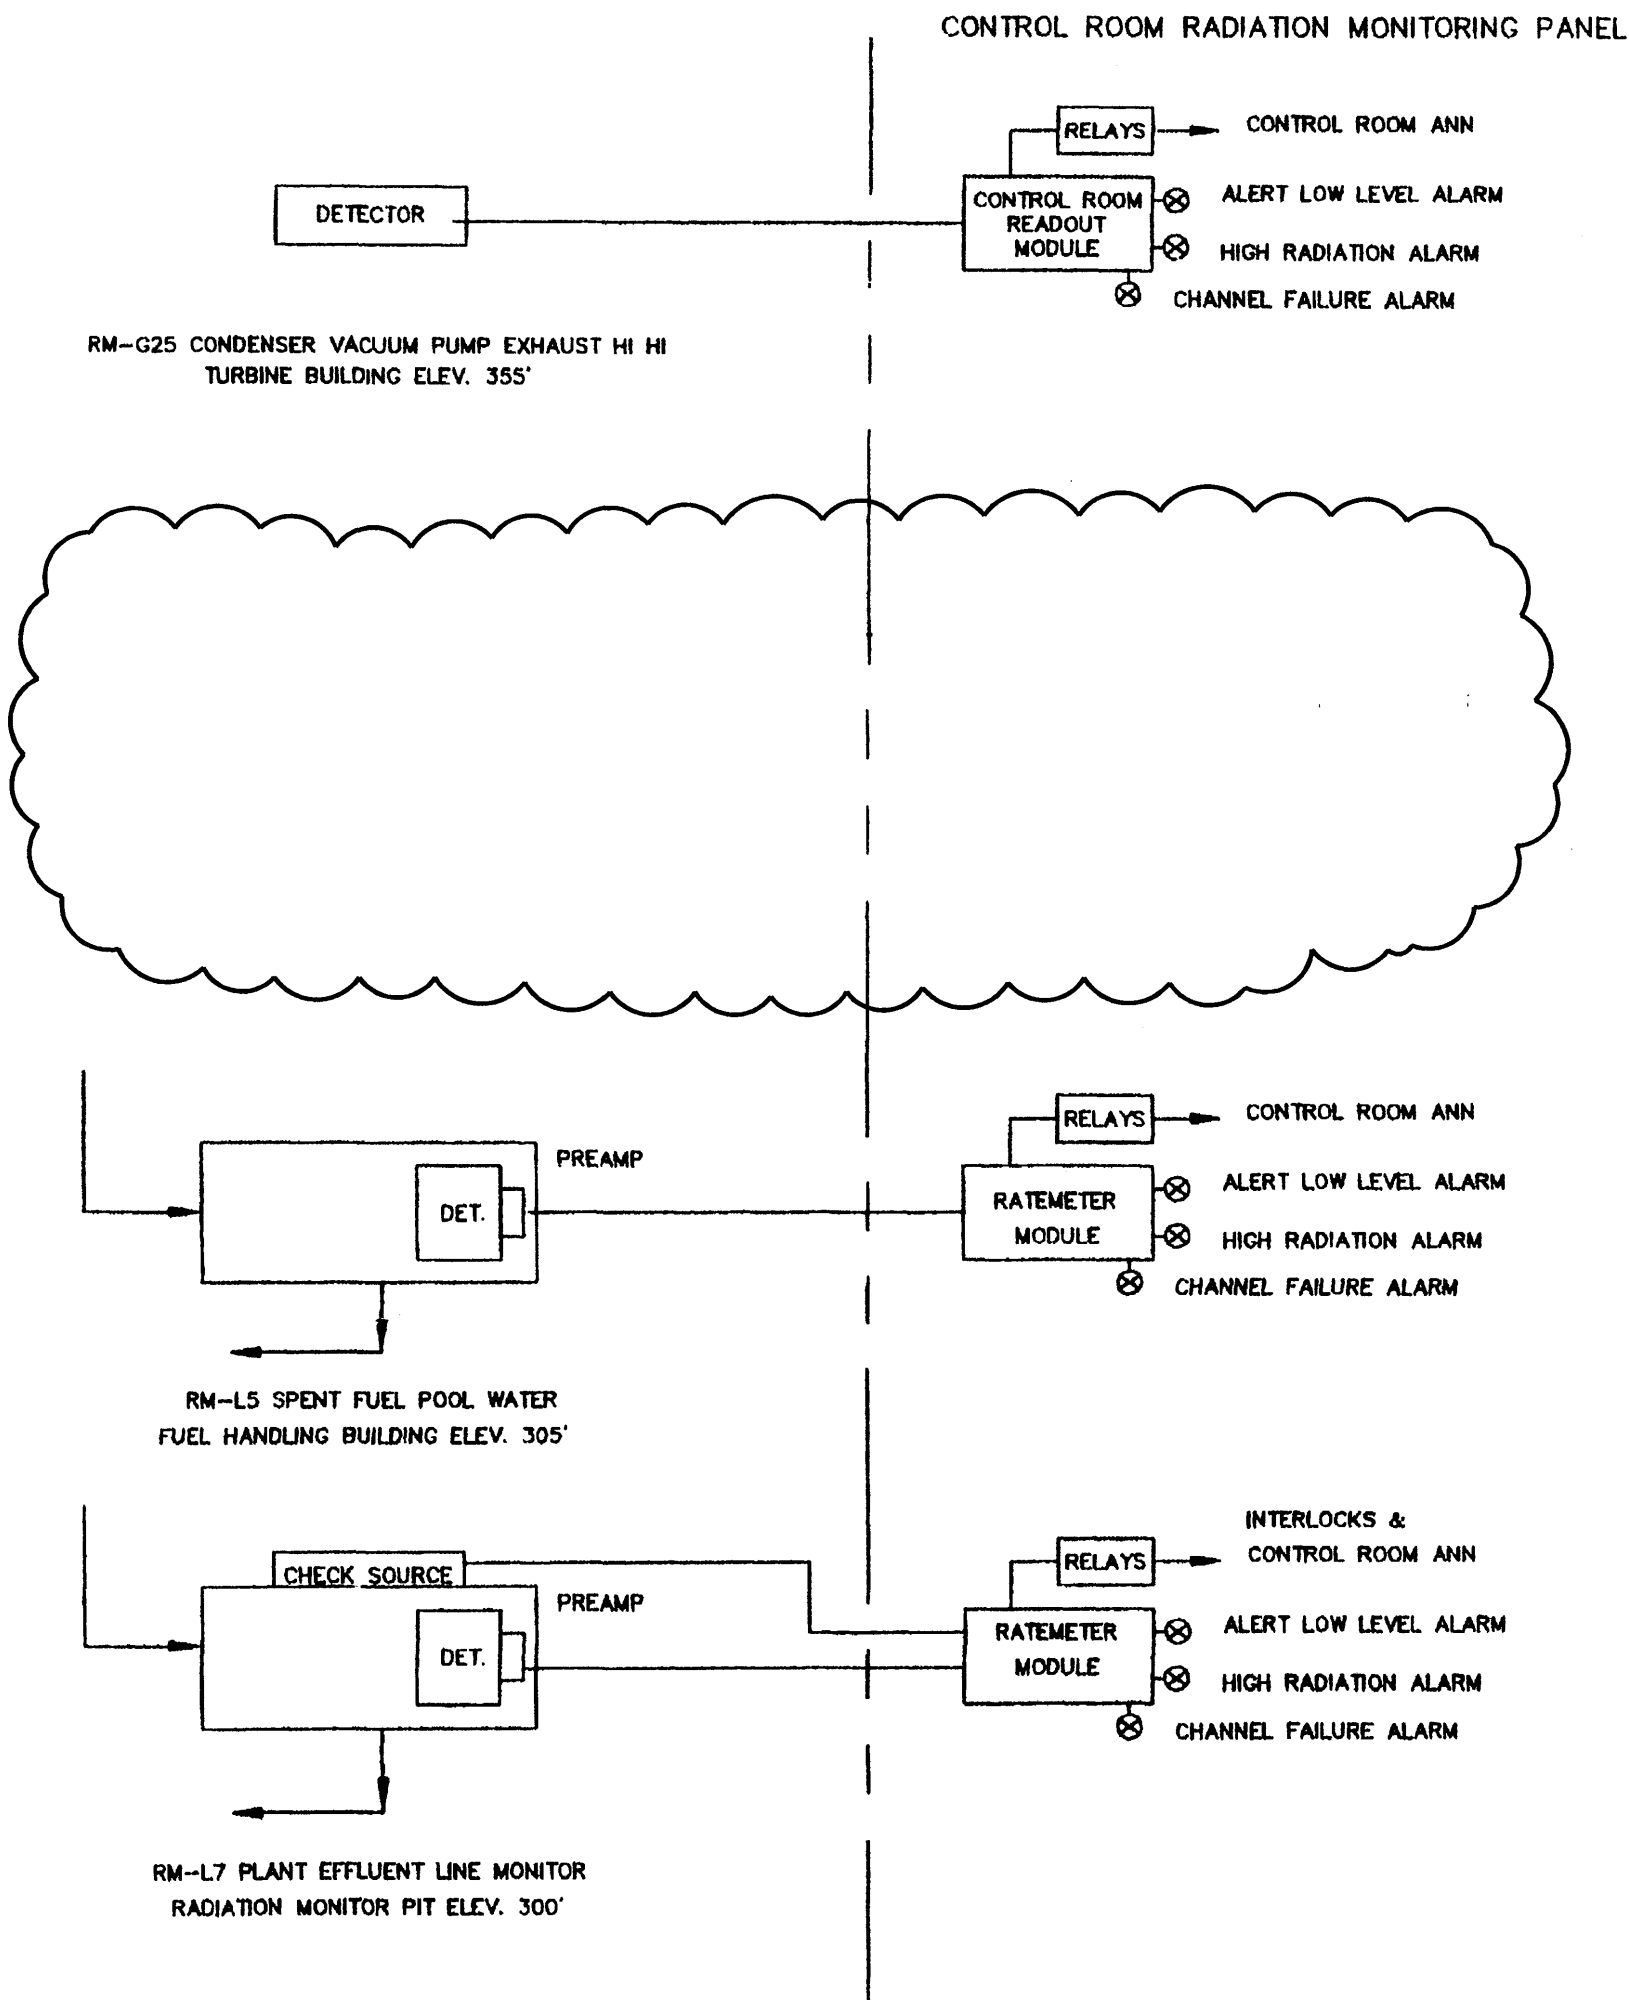 CONTROL ROOM RADIATION MONITORING PANEL
RELAYS
CONTROL ROOM ANN
DETECTOR
CONTROL ROOM
READOUT
MODULE
ALERT LOW LEVEL ALARM
HIGH RADIATION ALARM
CHANNEL FAILURE ALARM
RM-G25 CONDENSER VACUUM PUMP EXHAUST HI HI
TURBINE BUILDING ELEV. 355'
RELAYS
CONTROL ROOM ANN
PREAMP
DET.
RATEMETER
MODULE
ALERT LOW LEVEL ALARM
HIGH RADIATION ALARM
CHANNEL FAILURE ALARM
RM-L5 SPENT FUEL POOL WATER
FUEL HANDLING BUILDING ELEV. 305'
INTERLOCKS &
CONTROL ROOM ANN
RELAYS
CHECK SOURCE
PREAMP
DET.
RATEMETER
MODULE
ALERT LOW LEVEL ALARM
HIGH RADIATION ALARM
CHANNEL FAILURE ALARM
RM-L7 PLANT EFFLUENT LINE MONITOR
RADIATION MONITOR PIT ELEV. 300'